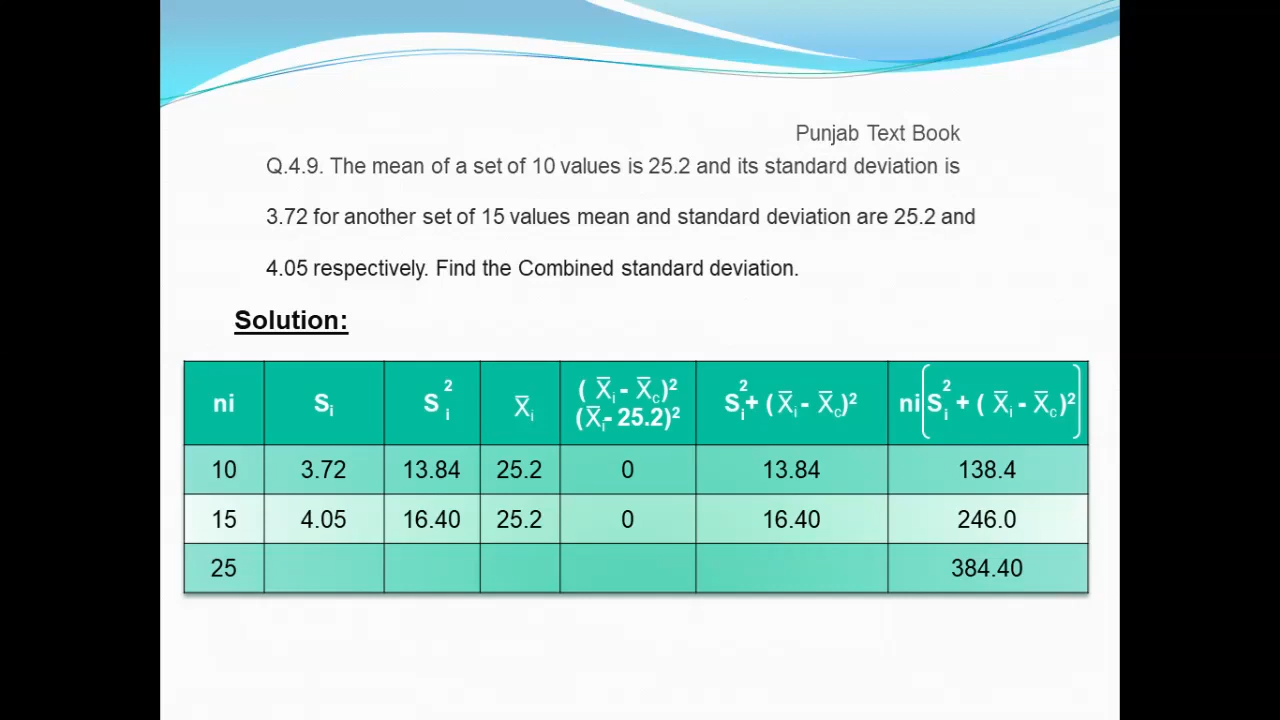 Punjab Text Book
Q.4.9. The mean of a set of 10 values is 25.2 and its standard deviation is
3.72 for another set of 15 values mean and standard deviation are 25.2 and
4.05 respectively. Find the Combined standard deviation.
Solution:
ni Sᵢ Sᵢ² X̅ᵢ ( X̅ᵢ - X̅c)² (X̅ᵢ- 25.2)² Sᵢ²+ ( X̅ᵢ - X̅c)² ni[Sᵢ² + ( X̅ᵢ - X̅c)²]
10 3.72 13.84 25.2 0 13.84 138.4
15 4.05 16.40 25.2 0 16.40 246.0
25 384.40